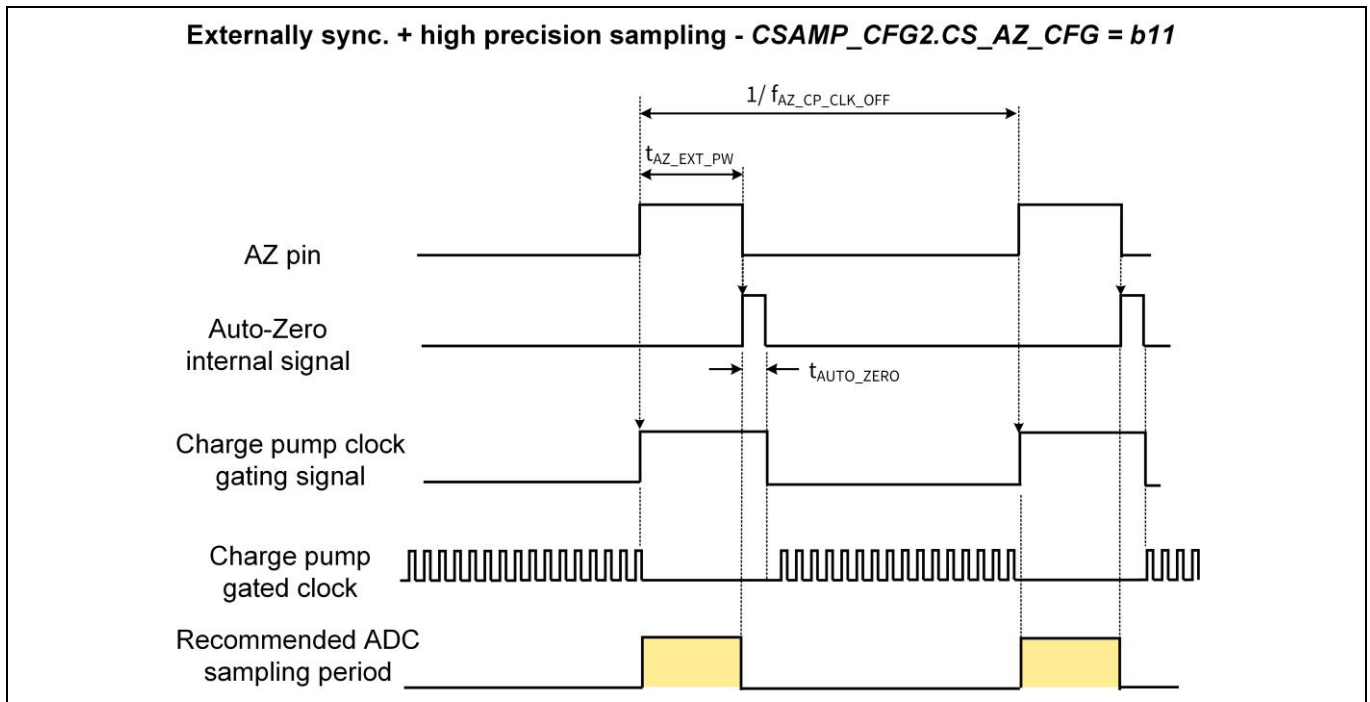 Externally sync. + high precision sampling - CSAMP_CFG2.CS_AZ_CFG = b11
1/ fAZ_CP_CLK_OFF
tAZ_EXT_PW
AZ pin
Auto-Zero
internal signal
tAUTO_ZERO
Charge pump clock
gating signal
Charge pump
gated clock
Recommended ADC
sampling period